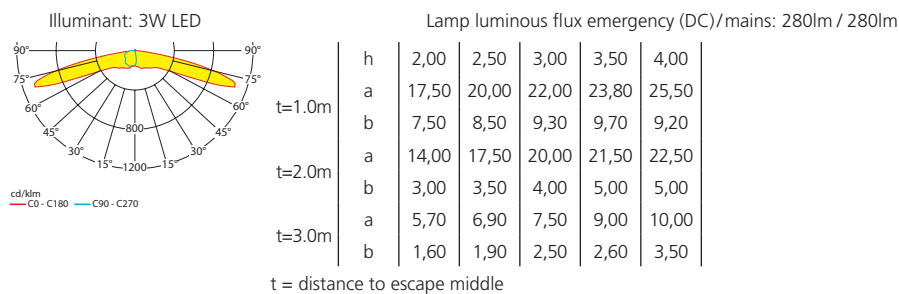 Illuminant: 3W LED
Lamp luminous flux emergency (DC)/mains: 280lm / 280lm
90° 90°
75° 75°
60° 60°
45° 800 45°
30° 30°
15° 1200 15°
cd/klm
C0 - C180 C90 - C270
h 2,00 2,50 3,00 3,50 4,00
t=1.0m
a 17,50 20,00 22,00 23,80 25,50
b 7,50 8,50 9,30 9,70 9,20
t=2.0m
a 14,00 17,50 20,00 21,50 22,50
b 3,00 3,50 4,00 5,00 5,00
t=3.0m
a 5,70 6,90 7,50 9,00 10,00
b 1,60 1,90 2,50 2,60 3,50
t = distance to escape middle